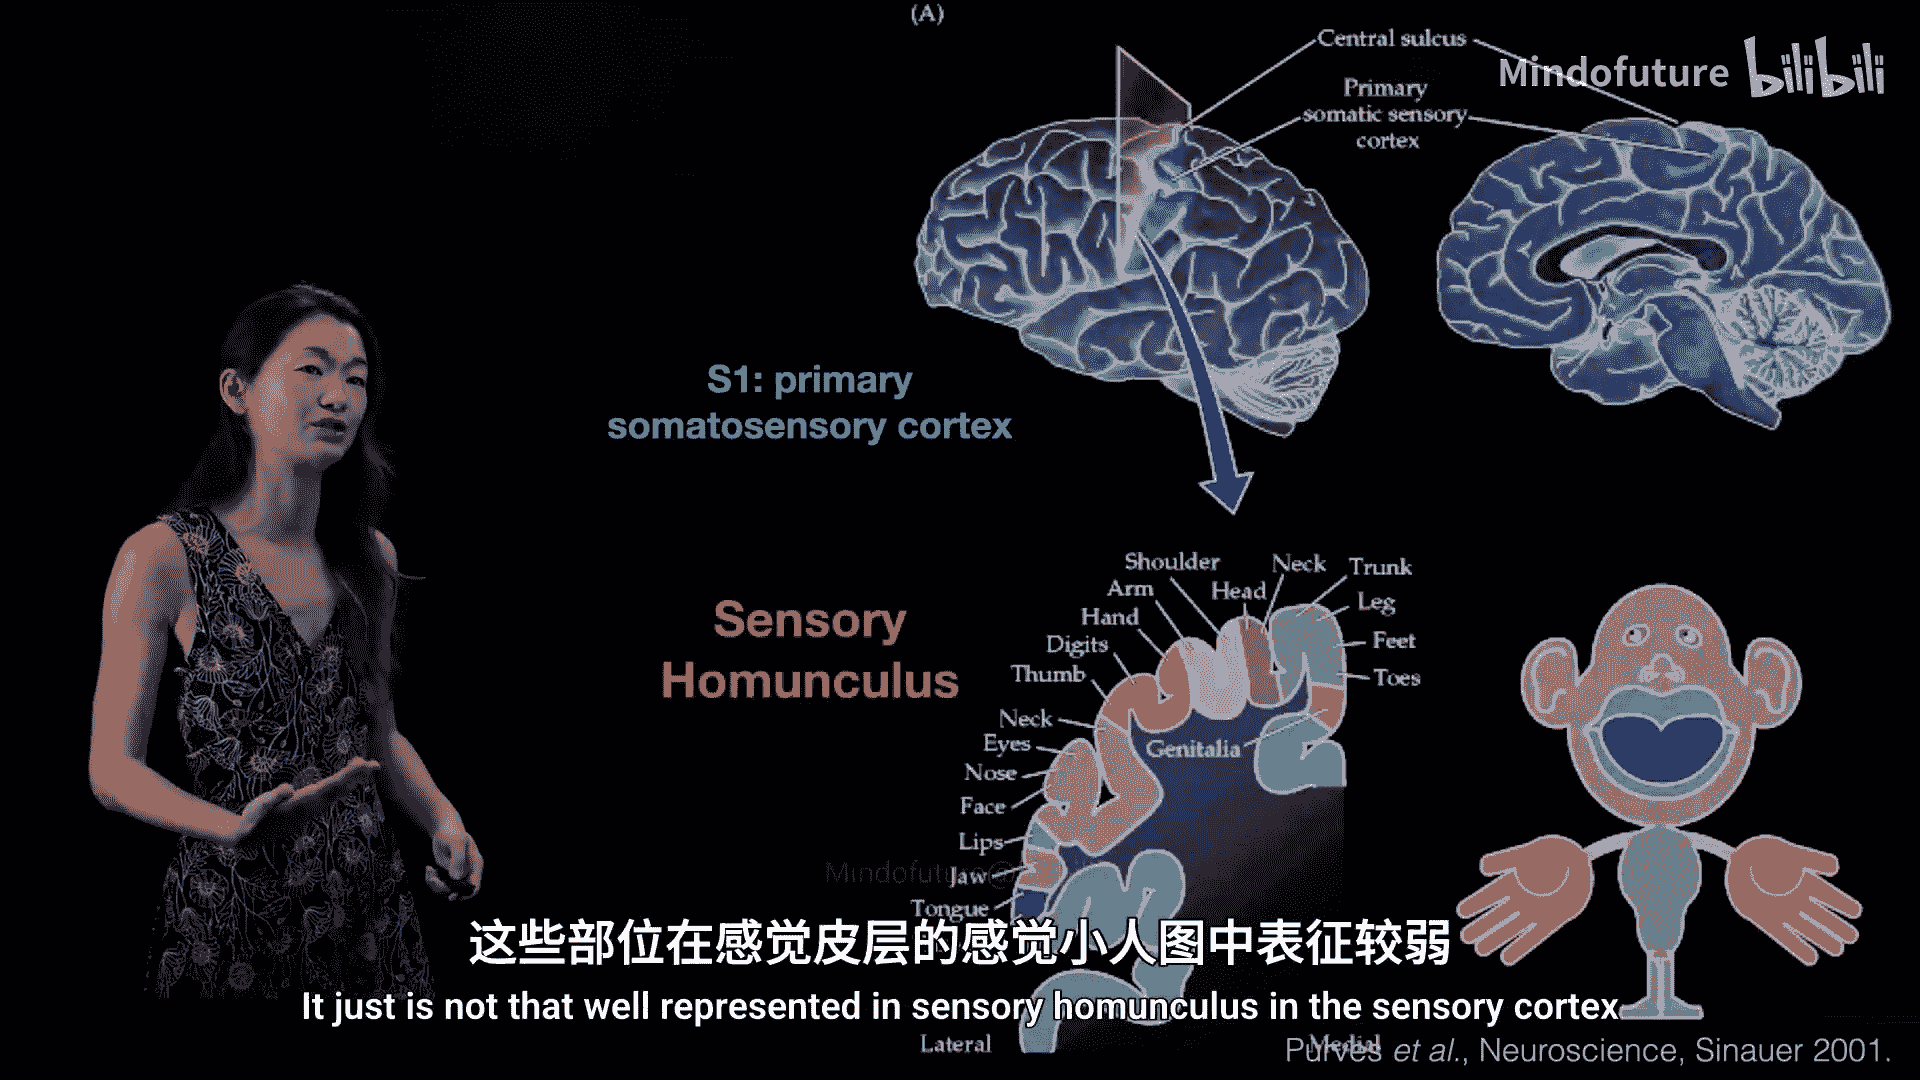 (A)
Central sulcus
Mindofuture bilibili
Primary
somatic sensory
cortex
S1: primary
somatosensory cortex
Sensory
Homunculus
Shoulder
Arm
Hand
Digits
Thumb
Neck
Eyes
Nose
Face
Lips
Jaw
Tongue
Head
Neck
Trunk
Leg
Feet
Toes
Genitalia
这些部位在感觉皮层的感觉小人图中表征较弱
It just is not that well represented in sensory homunculus in the sensory cortex
Lateral
Medial
Purves et al., Neuroscience, Sinauer 2001.